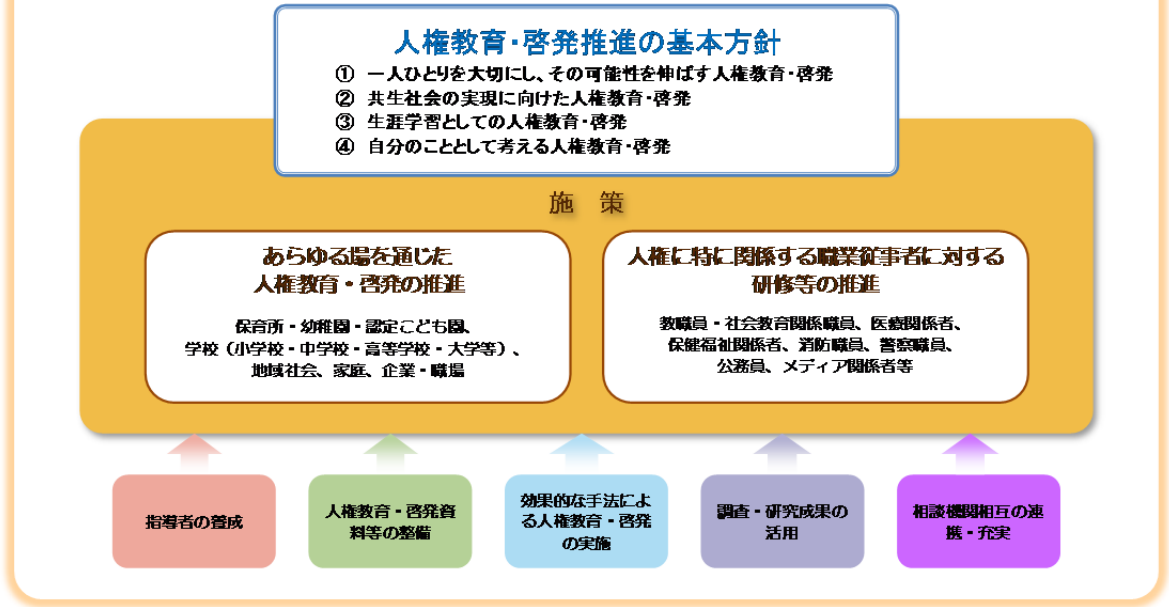 人権教育・啓発推進の基本方針
① 一人ひとりを大切にし、その可能性を伸ばす人権教育・啓発
② 共生社会の実現に向けた人権教育・啓発
③ 生涯学習としての人権教育・啓発
④ 自分のこととして考える人権教育・啓発
施 策
あらゆる場を通じた
人権教育・啓発の推進
保育所・幼稚園・認定こども園、
学校（小学校・中学校・高等学校・大学等）、
地域社会、家庭、企業・職場
人権に特に関係する職業従事者に対する
研修等の推進
教職員・社会教育関係職員、医療関係者、
保健福祉関係者、消防職員、警察職員、
公務員、メディア関係者等
指導者の養成
人権教育・啓発資
料等の整備
効果的な手法によ
る人権教育・啓発
の実施
調査・研究成果の
活用
相談機関相互の連
携・充実